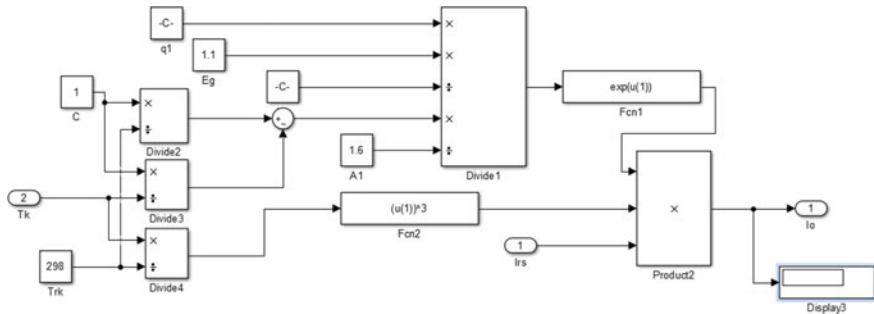 -C-
q1
1.1
Eg
-C-
1
C
×
÷
Divide2
+
-
×
÷
Divide3
2
Tk
×
÷
Divide4
298
Trk
1.6
A1
×
×
÷
×
÷
Divide1
exp(u(1))
Fcn1
(u(1))^3
Fcn2
1
Irs
×
Product2
1
Io
Display3